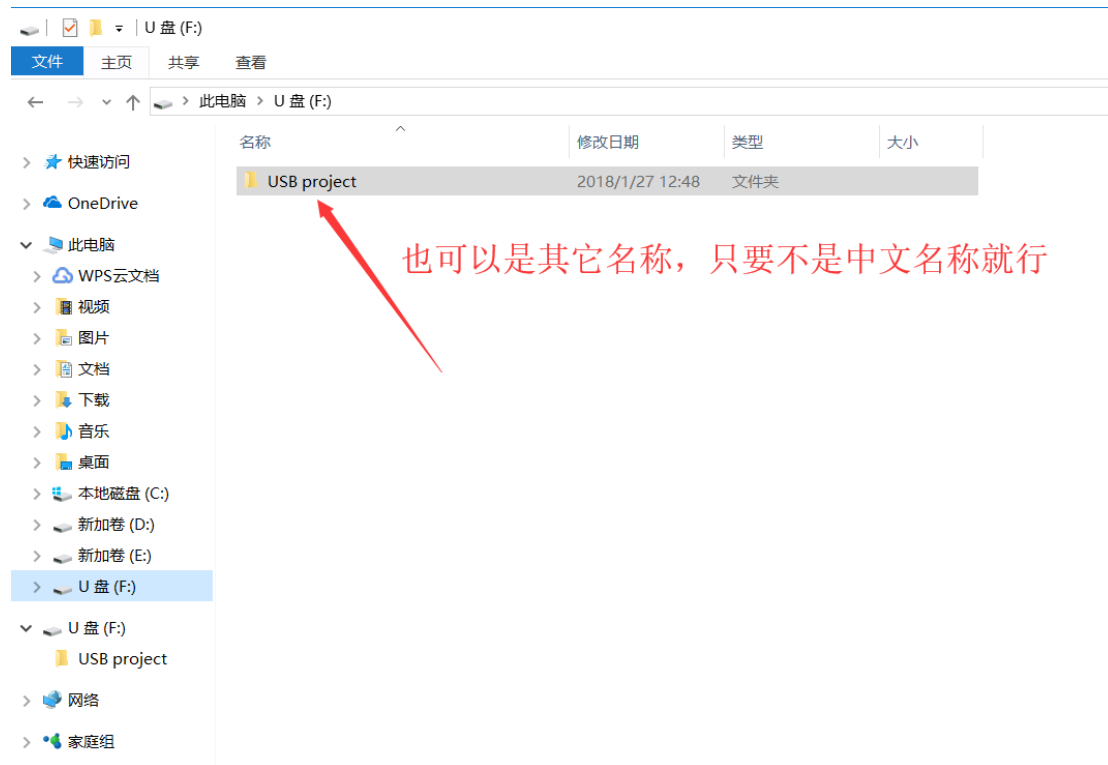 U 盘 (F:)
文件 主页 共享 查看
此电脑 U 盘 (F:)
名称 修改日期 类型 大小
快速访问
USB project 2018/1/27 12:48 文件夹
OneDrive
此电脑
也可以是其它名称，只要不是中文名称就行
WPS云文档
视频
图片
文档
下载
音乐
桌面
本地磁盘 (C:)
新加卷 (D:)
新加卷 (E:)
U 盘 (F:)
U 盘 (F:)
USB project
网络
家庭组